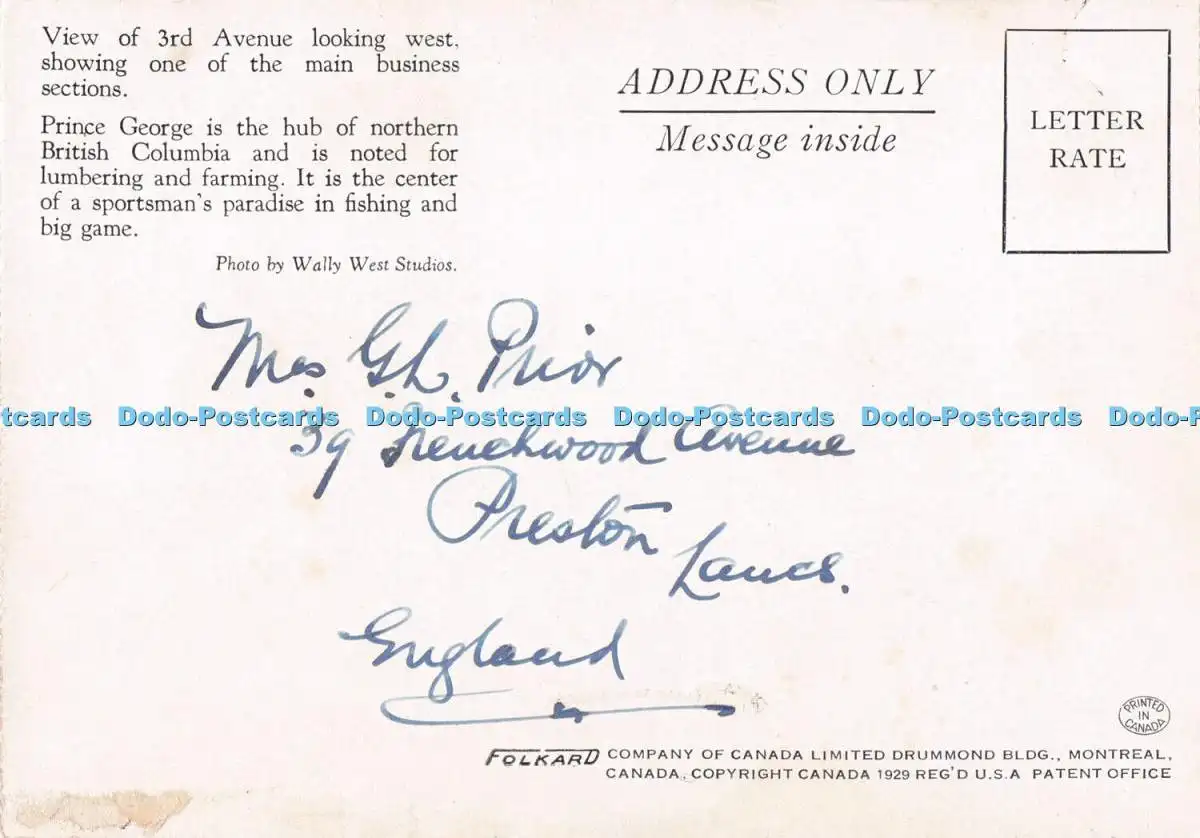 View of 3rd Avenue looking west,
showing one of the main business
sections.
Prince George is the hub of northern
British Columbia and is noted for
lumbering and farming. It is the center
of a sportsman's paradise in fishing and
big game.
Photo by Wally West Studios.
ADDRESS ONLY
Message inside
LETTER
RATE
Mrs G.L. Prior
39 Frenchwood Avenue
Preston
Lancs.
England
Postcards Dodo-Postcards Dodo-Postcards Dodo-Postcards Dodo-Postcards Dodo-P
PRINTED
IN
CANADA
FOLKARD COMPANY OF CANADA LIMITED DRUMMOND BLDG., MONTREAL,
CANADA, COPYRIGHT CANADA 1929 REG'D U.S.A PATENT OFFICE